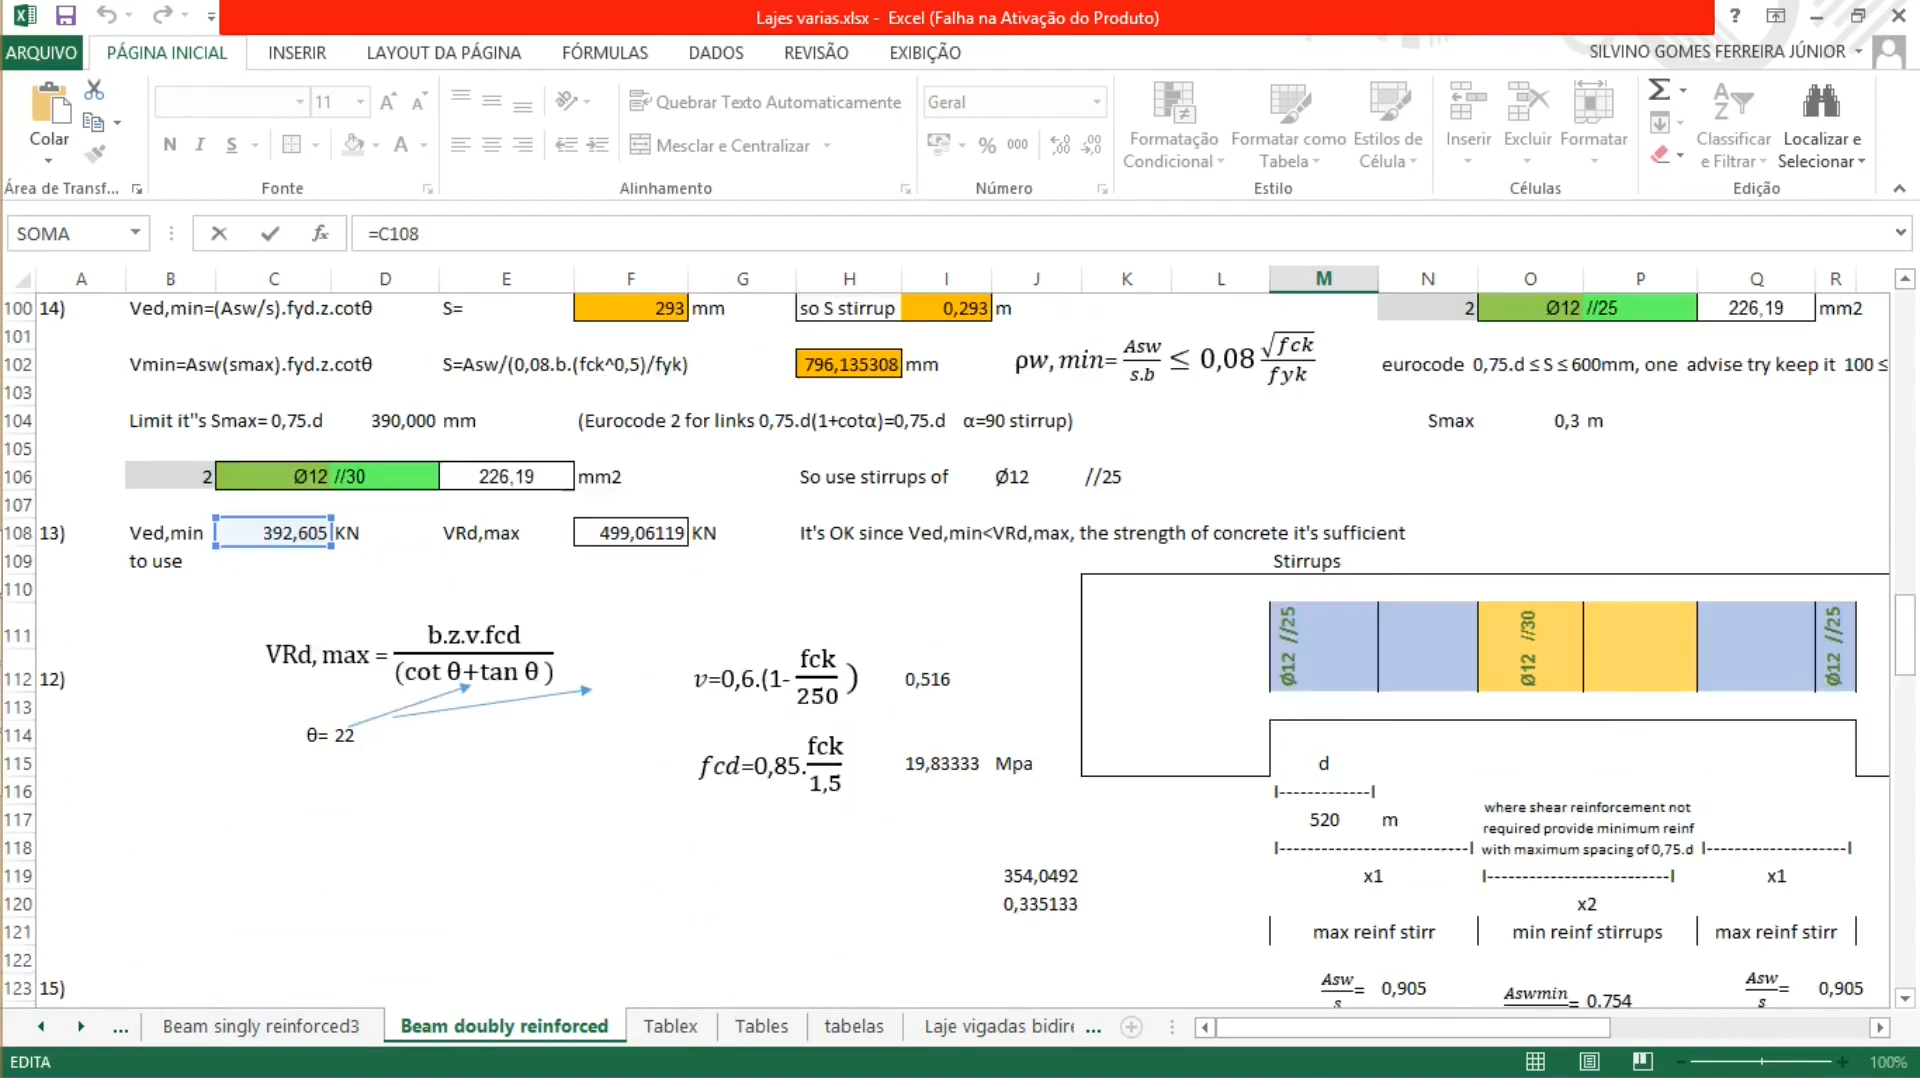 Lajes varias.xlsx - Excel (Falha na Ativação do Produto)
ARQUIVO PÁGINA INICIAL INSERIR LAYOUT DA PÁGINA FÓRMULAS DADOS REVISÃO EXIBIÇÃO SILVINO GOMES FERREIRA JÚNIOR
11 Quebrar Texto Automaticamente Geral
Colar Formatação Formatar como Estilos de Inserir Excluir Formatar Classificar Localizar e
N I S Mesclar e Centralizar % 000 Condicional Tabela Célula e Filtrar Selecionar
Área de Transf... Fonte Alinhamento Número Estilo Células Edição
SOMA fx =C108
A B C D E F G H I J K L M N O P Q R
100 14) Ved,min=(Asw/s).fyd.z.cotθ S= 293 mm so S stirrup 0,293 m 2 Ø12 //25 226,19 mm2
101
102 Vmin=Asw(smax).fyd.z.cotθ S=Asw/(0,08.b.(fck^0,5)/fyk) 796,135308 mm ρw, min= Asw/s.b ≤ 0,08 √fck/fyk eurocode 0,75.d ≤ S ≤ 600mm, one advise try keep it 100 ≤
103
104 Limit it"s Smax= 0,75.d 390,000 mm (Eurocode 2 for links 0,75.d(1+cotα)=0,75.d α=90 stirrup) Smax 0,3 m
105
106 2 Ø12 //30 226,19 mm2 So use stirrups of Ø12 //25
107
108 13) Ved,min 392,605 KN VRd,max 499,06119 KN It's OK since Ved,min<VRd,max, the strength of concrete it's sufficient
109 to use Stirrups
110
111 VRd, max = b.z.v.fcd/(cot θ+tan θ ) Ø12 //25 Ø12 //30 Ø12 //25
112 12) v=0,6.(1- fck/250 ) 0,516
113
114 θ= 22
115 fcd=0,85. fck/1,5 19,83333 Mpa d
116 I-------------I
117 520 m where shear reinforcement not
required provide minimum reinf
118 I--------------------------I with maximum spacing of 0,75.d I-------------------I
119 354,0492 x1 I-------------------------I x1
120 0,335133 x2
121 max reinf stirr min reinf stirrups max reinf stirr
122
123 15) Asw/s = 0,905 Aswmin = 0,754 Asw/s = 0,905
... Beam singly reinforced3 Beam doubly reinforced Tablex Tables tabelas Laje vigadas bidire ...
EDITA 100%